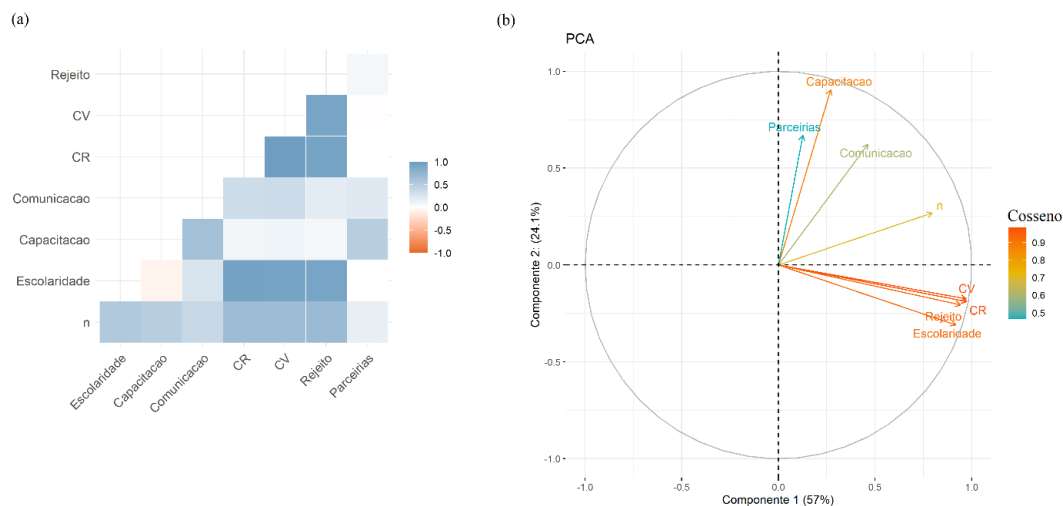 (a)
Rejeito
CV
CR
Comunicacao
Capacitacao
Escolaridade
n
Escolaridade
Capacitacao
Comunicacao
CR
CV
Rejeito
Parceirias
1.0
0.5
0.0
-0.5
-1.0
(b)
PCA
Componente 2: (24.1%)
1.0
0.5
0.0
-0.5
-1.0
Capacitacao
Parceirias
Comunicacao
n
CV
CR
Rejeito
Escolaridade
-1.0
-0.5
0.0
0.5
1.0
Componente 1 (57%)
Cosseno
0.9
0.8
0.7
0.6
0.5